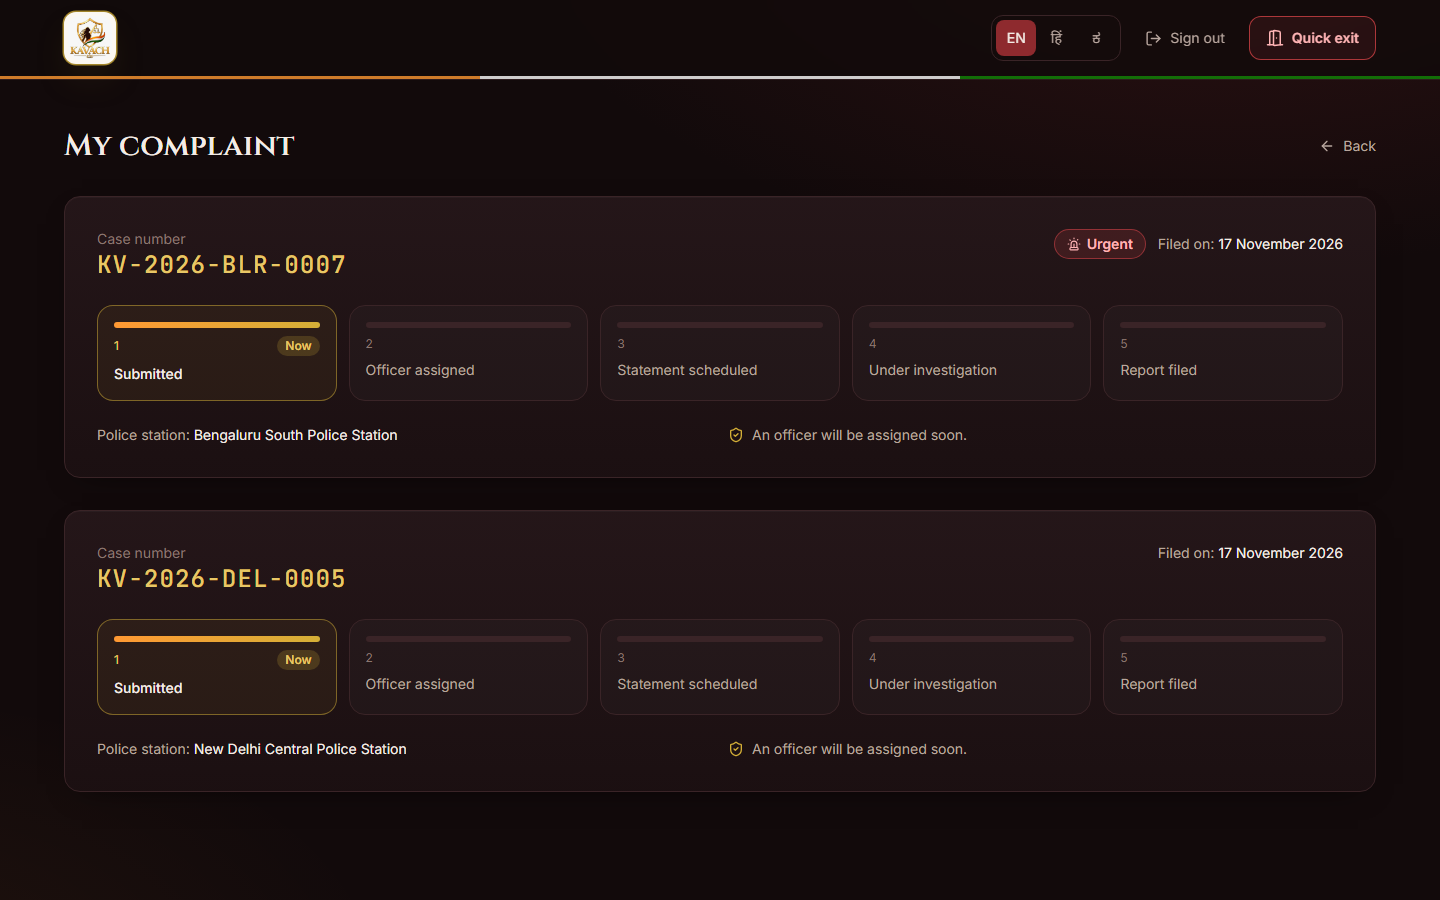 KAVACH
EN
हिं
ಕ
Sign out
Quick exit
My complaint
Back
Case number
KV-2026-BLR-0007
Urgent
Filed on: 17 November 2026
1
Now
Submitted
2
Officer assigned
3
Statement scheduled
4
Under investigation
5
Report filed
Police station: Bengaluru South Police Station
An officer will be assigned soon.
Case number
KV-2026-DEL-0005
Filed on: 17 November 2026
1
Now
Submitted
2
Officer assigned
3
Statement scheduled
4
Under investigation
5
Report filed
Police station: New Delhi Central Police Station
An officer will be assigned soon.